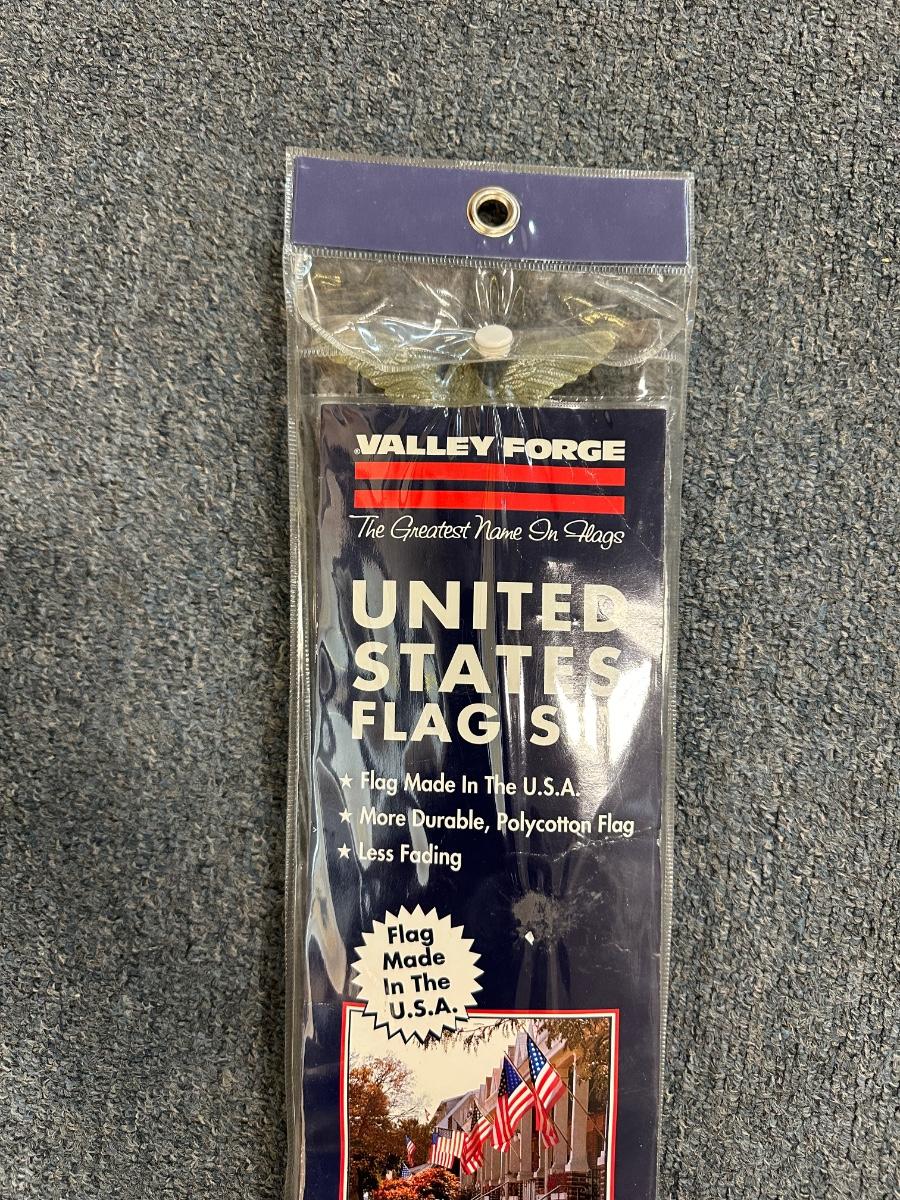 ®VALLEY FORGE
The Greatest Name In Flags
UNITED
STATES
FLAG
★ Flag Made In The U.S.A.
★ More Durable, Polycotton Flag
★ Less Fading
Flag
Made
In The
U.S.A.